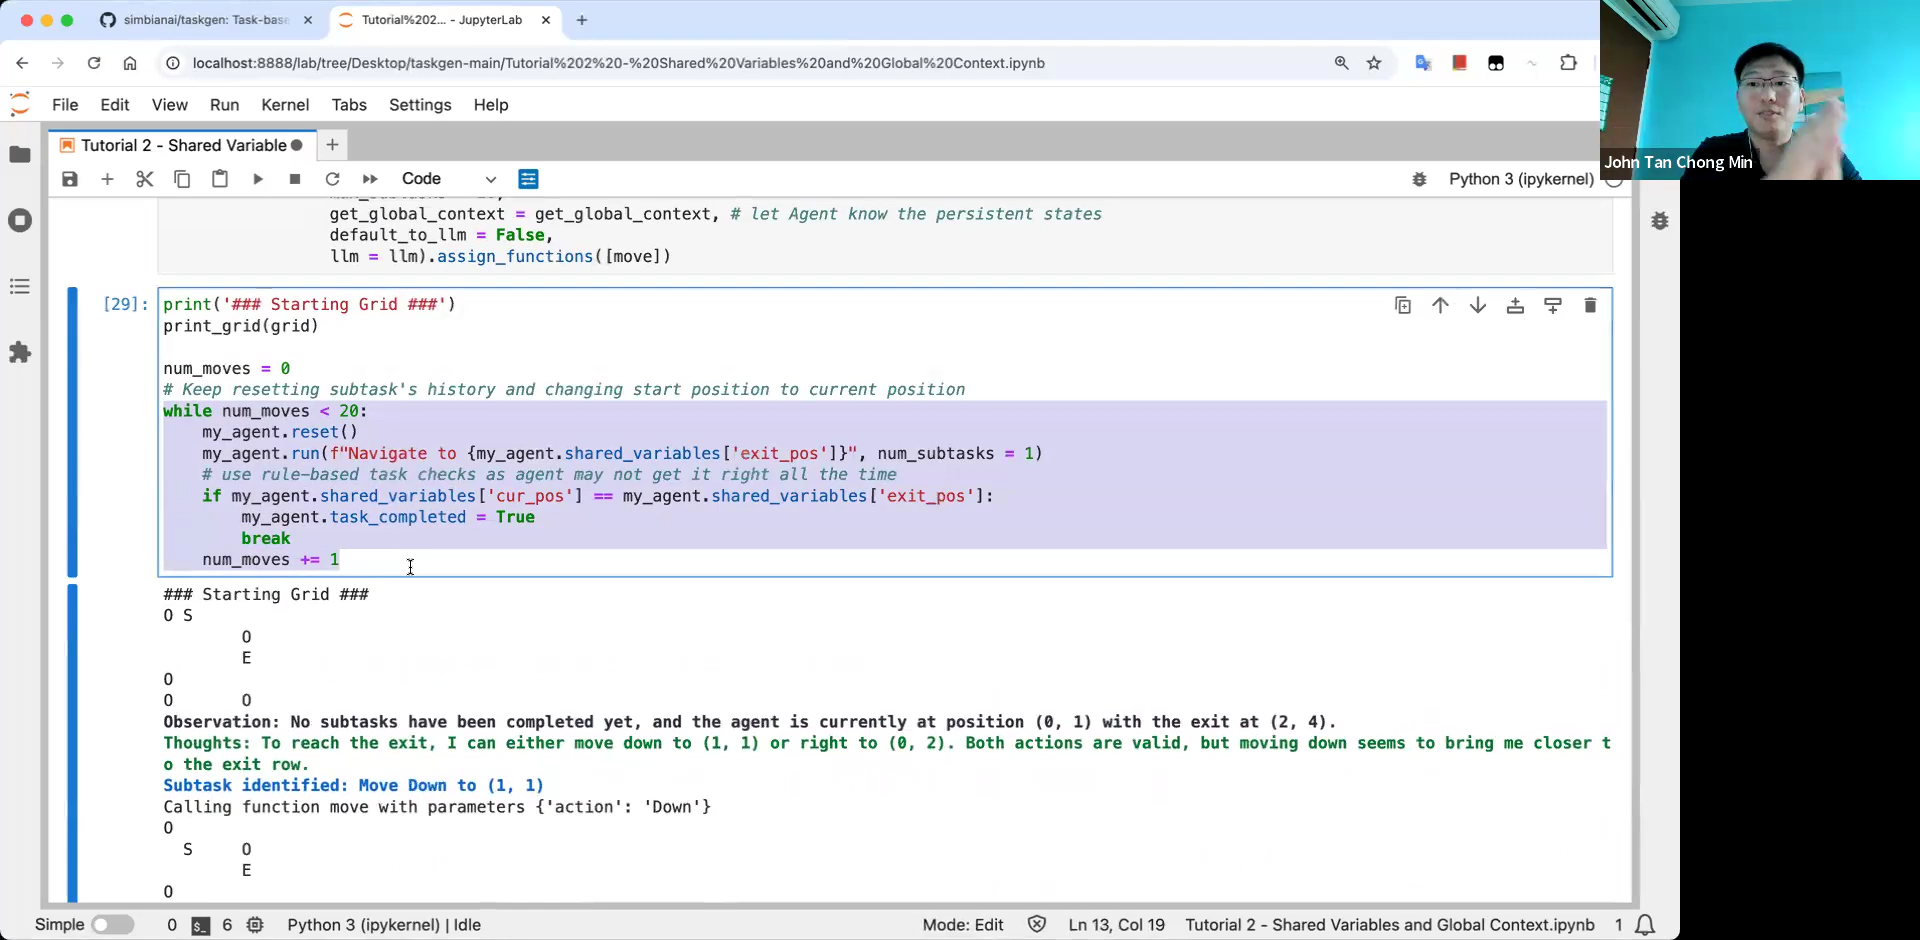 simbianai/taskgen: Task-base
Tutorial%202... - JupyterLab
localhost:8888/lab/tree/Desktop/taskgen-main/Tutorial%202%20-%20Shared%20Variables%20and%20Global%20Context.ipynb
File Edit View Run Kernel Tabs Settings Help
John Tan Chong Min
Tutorial 2 - Shared Variable
Code
Python 3 (ipykernel)
get_global_context = get_global_context, # let Agent know the persistent states
default_to_llm = False,
llm = llm).assign_functions([move])
[29]:
print('### Starting Grid ###')
print_grid(grid)
num_moves = 0
# Keep resetting subtask's history and changing start position to current position
while num_moves < 20:
my_agent.reset()
my_agent.run(f"Navigate to {my_agent.shared_variables['exit_pos']}", num_subtasks = 1)
# use rule-based task checks as agent may not get it right all the time
if my_agent.shared_variables['cur_pos'] == my_agent.shared_variables['exit_pos']:
my_agent.task_completed = True
break
num_moves += 1
### Starting Grid ###
O S
O
E
O
O O
Observation: No subtasks have been completed yet, and the agent is currently at position (0, 1) with the exit at (2, 4).
Thoughts: To reach the exit, I can either move down to (1, 1) or right to (0, 2). Both actions are valid, but moving down seems to bring me closer t
o the exit row.
Subtask identified: Move Down to (1, 1)
Calling function move with parameters {'action': 'Down'}
O
S O
E
O
Simple 0 6 Python 3 (ipykernel) | Idle Mode: Edit Ln 13, Col 19 Tutorial 2 - Shared Variables and Global Context.ipynb 1